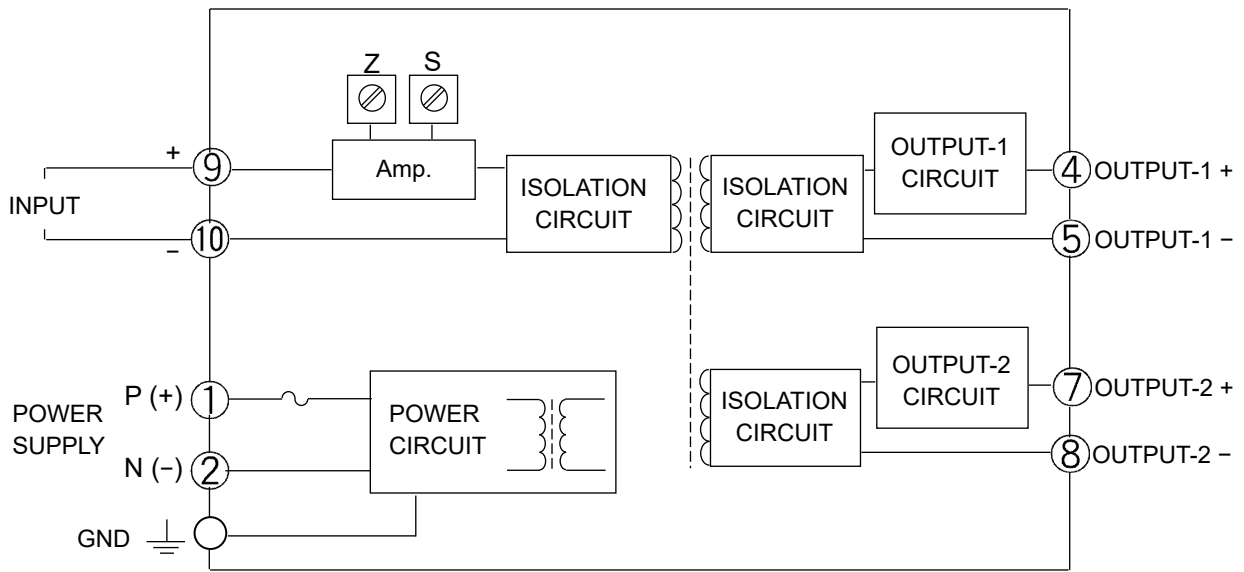 Z
S
+
9
Amp.
OUTPUT-1
CIRCUIT
4
OUTPUT-1 +
INPUT
ISOLATION
CIRCUIT
ISOLATION
CIRCUIT
−
10
5
OUTPUT-1 −
P (+)
1
POWER
SUPPLY
N (−)
2
POWER
CIRCUIT
ISOLATION
CIRCUIT
OUTPUT-2
CIRCUIT
7
OUTPUT-2 +
8
OUTPUT-2 −
GND